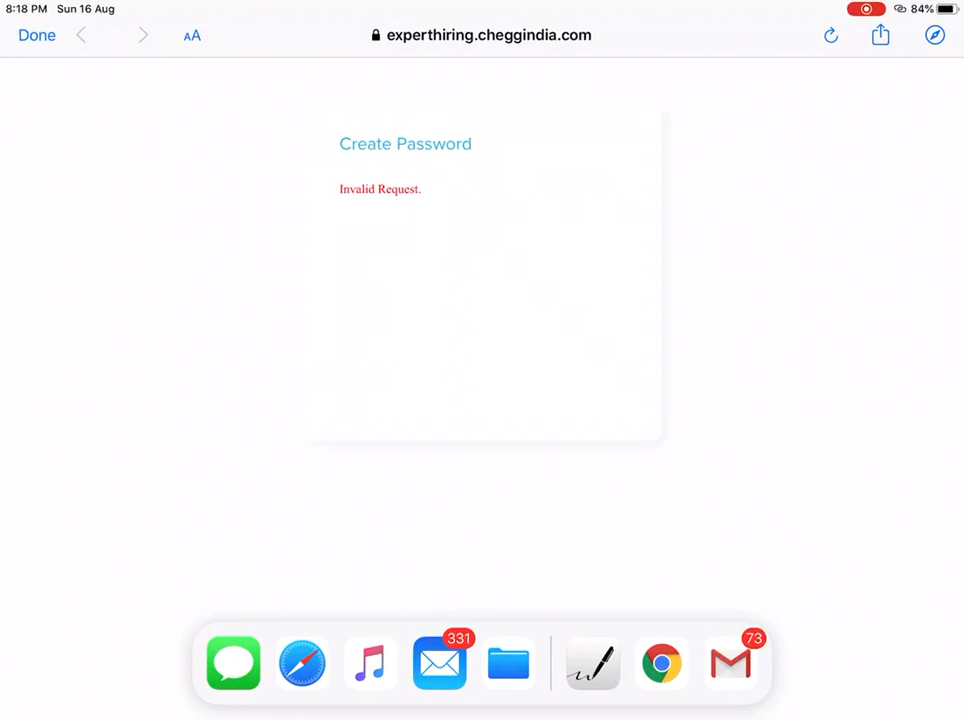 8:18 PM Sun 16 Aug 84%
Done AA experthiring.cheggindia.com
Create Password
Invalid Request.
331 73